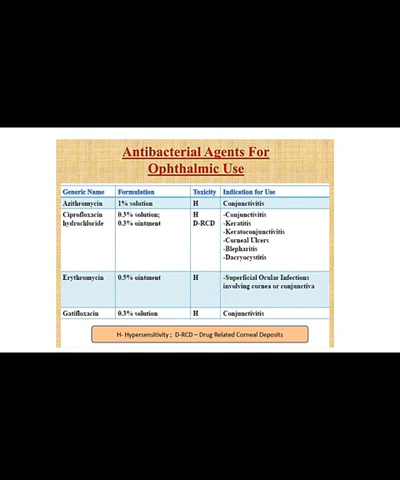 Antibacterial Agents For
Ophthalmic Use
Generic Name Formulation Toxicity Indication for Use
Azithromycin 1% solution H Conjunctivitis
Ciprofloxacin 0.3% solution; H -Conjunctivitis
hydrochloride 0.3% ointment D-RCD -Keratitis
-Keratoconjunctivitis
-Corneal Ulcers
-Blepharitis
-Dacryocystitis
Erythromycin 0.5% ointment H -Superficial Ocular Infections
involving cornea or conjunctiva
Gatifloxacin 0.3% solution H Conjunctivitis
H- Hypersensitivity ; D-RCD – Drug Related Corneal Deposits